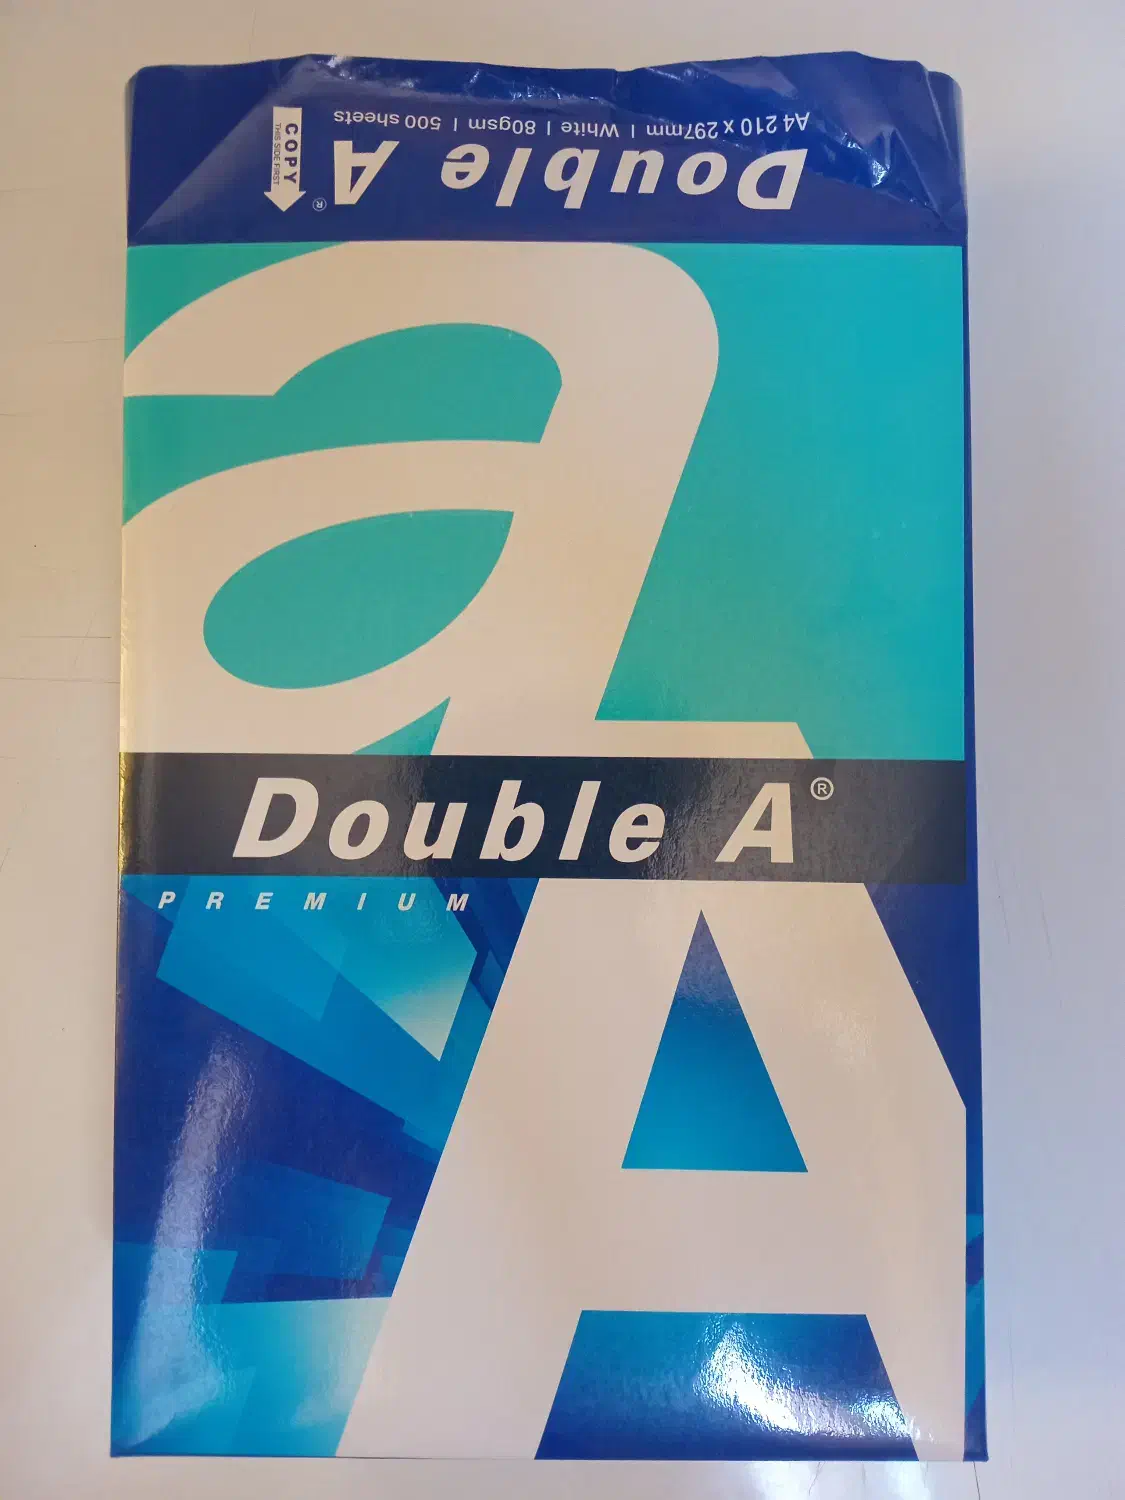 A4 210 x 297mm | White | 80gsm | 500 sheets
Double A®
COPY
THIS SIDE FIRST
a
Double A®
PREMIUM
A